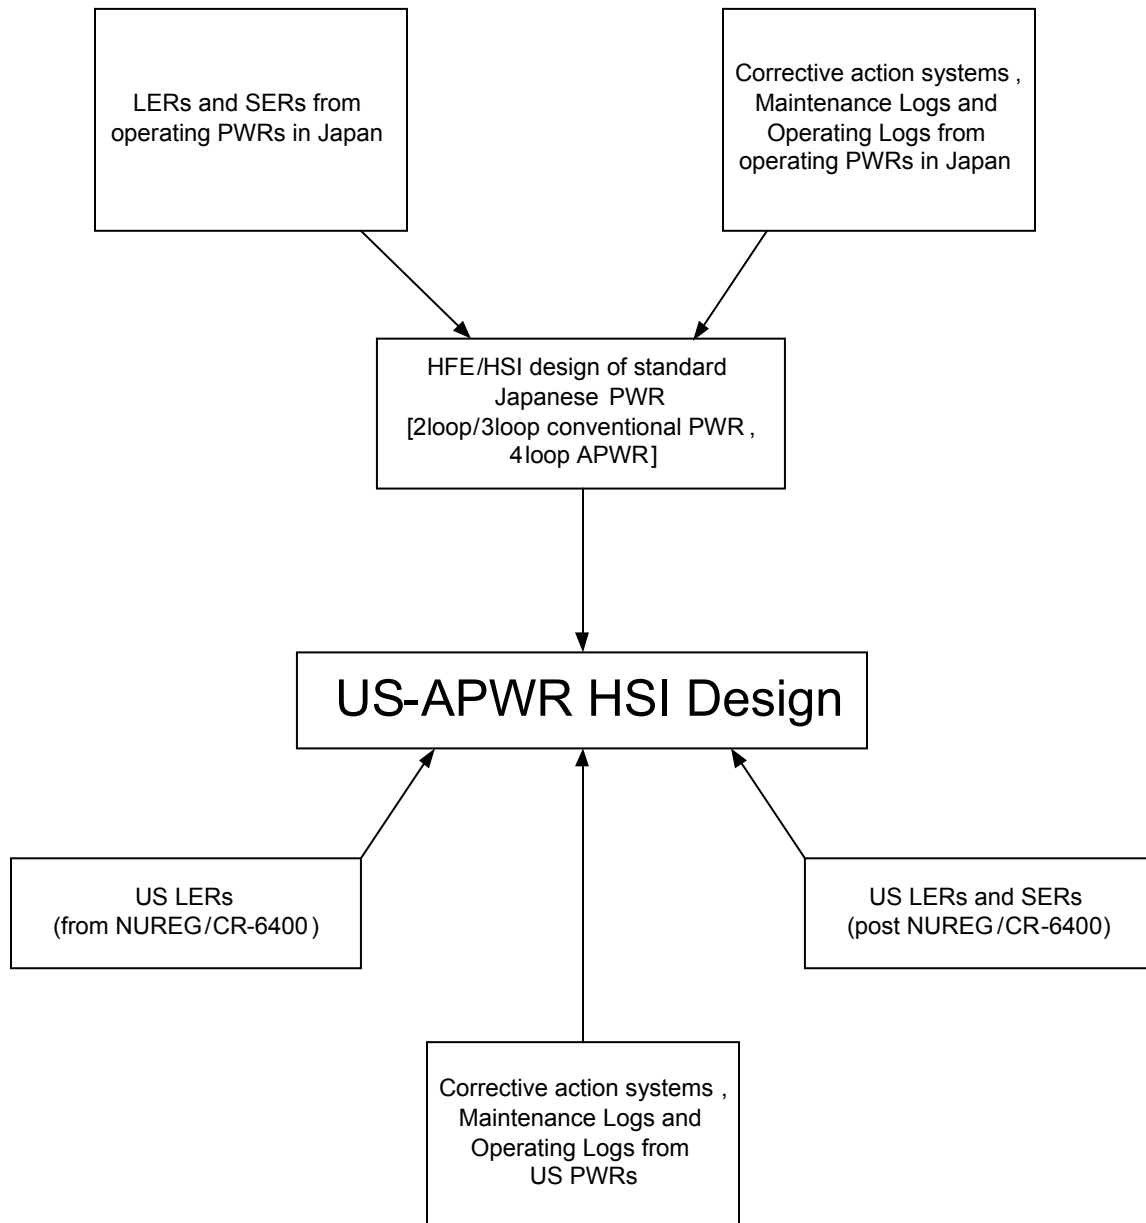 LERs and SERs from
operating PWRs in Japan
Corrective action systems ,
Maintenance Logs and
Operating Logs from
operating PWRs in Japan
HFE/HSI design of standard
Japanese PWR
[2loop/3loop conventional PWR ,
4loop APWR]
US-APWR HSI Design
US LERs
(from NUREG/CR-6400)
US LERs and SERs
(post NUREG/CR-6400)
Corrective action systems ,
Maintenance Logs and
Operating Logs from
US PWRs